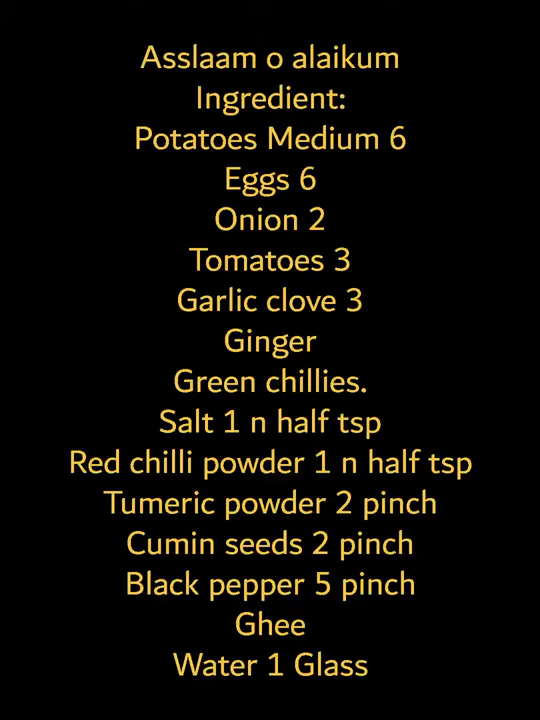 Asslaam o alaikum
Ingredient:
Potatoes Medium 6
Eggs 6
Onion 2
Tomatoes 3
Garlic clove 3
Ginger
Green chillies.
Salt 1 n half tsp
Red chilli powder 1 n half tsp
Tumeric powder 2 pinch
Cumin seeds 2 pinch
Black pepper 5 pinch
Ghee
Water 1 Glass